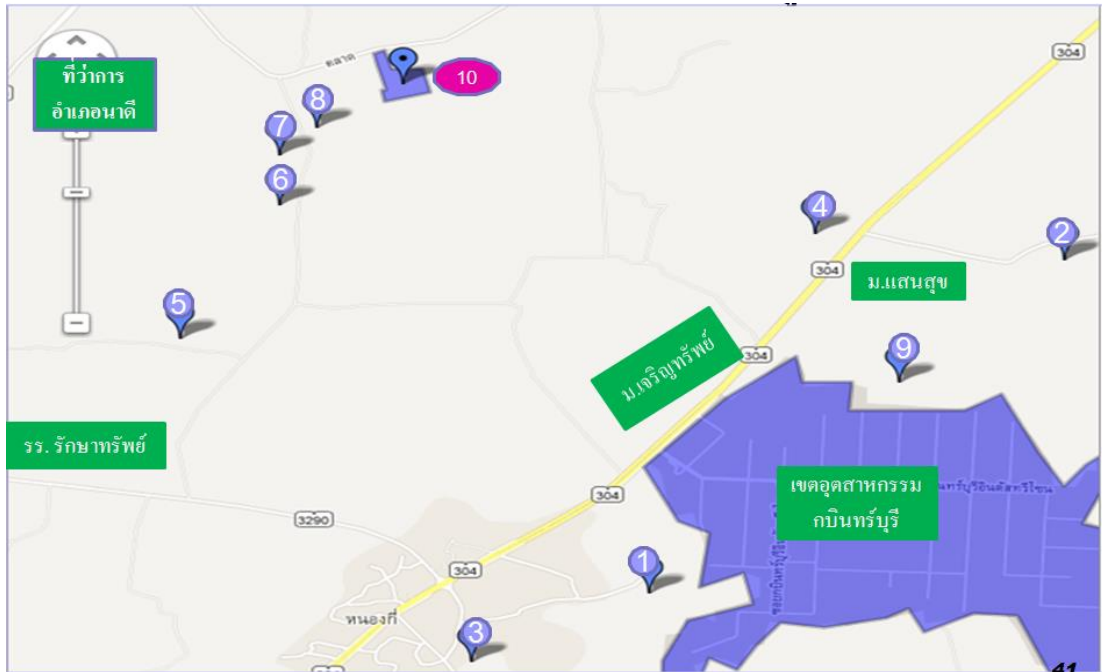 304
ที่ว่าการ
อำเภอนาดี
ตลาด
10
8
7
6
4
2
304
ม.แสนสุข
5
ม.เจริญทรัพย์
304
9
รร. รักษาทรัพย์
เขตอุตสาหกรรม
กบินทร์บุรี
304
3290
304
1
หนองกี่
3
41